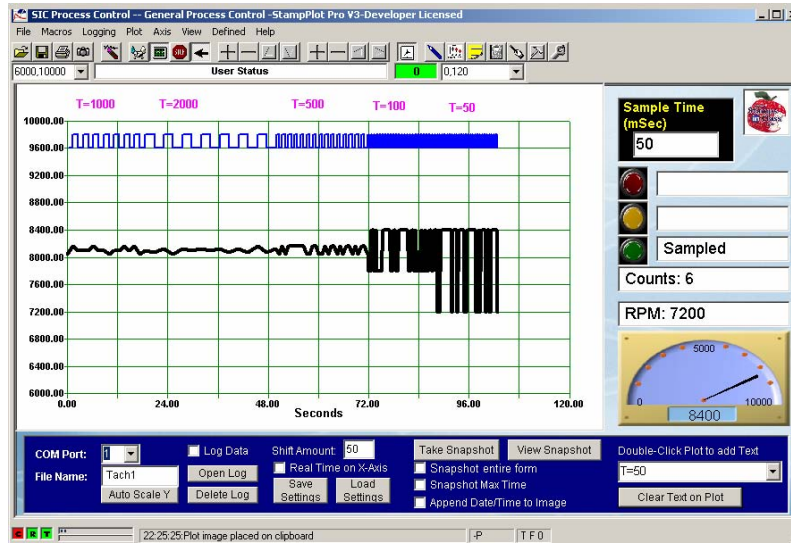 SIC Process Control -- General Process Control -StampPlot Pro V3-Developer Licensed
File Macros Logging Plot Axis View Defined Help
6000,10000 User Status 0 0,120
T=1000 T=2000 T=500 T=100 T=50
10000.00
9600.00
9200.00
8800.00
8400.00
8000.00
7600.00
7200.00
6800.00
6400.00
6000.00
0.00 24.00 48.00 72.00 96.00 120.00
Seconds
Sample Time
(mSec)
50
Sampled
Counts: 6
RPM: 7200
5000
0 10000
8400
COM Port: 1
File Name: Tach1
Auto Scale Y
Log Data
Open Log
Delete Log
Shift Amount: 50
Real Time on X-Axis
Save Settings
Load Settings
Take Snapshot
View Snapshot
Snapshot entire form
Snapshot Max Time
Append Date/Time to Image
Double-Click Plot to add Text
T=50
Clear Text on Plot
C R T 22:25:25:Plot image placed on clipboard -P T F 0